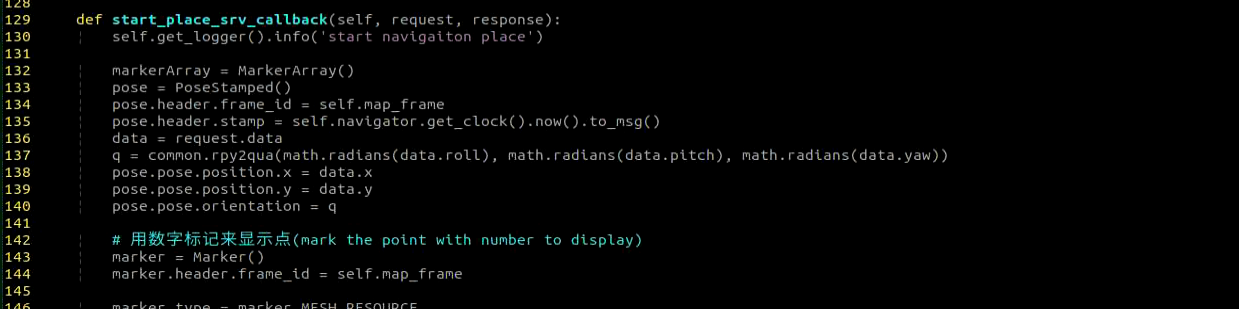 128
129 def start_place_srv_callback(self, request, response):
130 self.get_logger().info('start navigaiton place')
131
132 markerArray = MarkerArray()
133 pose = PoseStamped()
134 pose.header.frame_id = self.map_frame
135 pose.header.stamp = self.navigator.get_clock().now().to_msg()
136 data = request.data
137 q = common.rpy2qua(math.radians(data.roll), math.radians(data.pitch), math.radians(data.yaw))
138 pose.pose.position.x = data.x
139 pose.pose.position.y = data.y
140 pose.pose.orientation = q
141
142 # 用数字标记来显示点(mark the point with number to display)
143 marker = Marker()
144 marker.header.frame_id = self.map_frame
145
146 marker.type = marker.MESH_RESOURCE